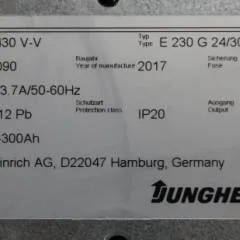 430 V-V Typ Type E 230 G 24/30
090 Baujahr Year of manufacture 2017 Sicherung Fuse
3.7A/50-60Hz
12 Pb Schutzart Protection class IP20 Ausgang Output
-300Ah
inrich AG, D22047 Hamburg, Germany
JUNGHE